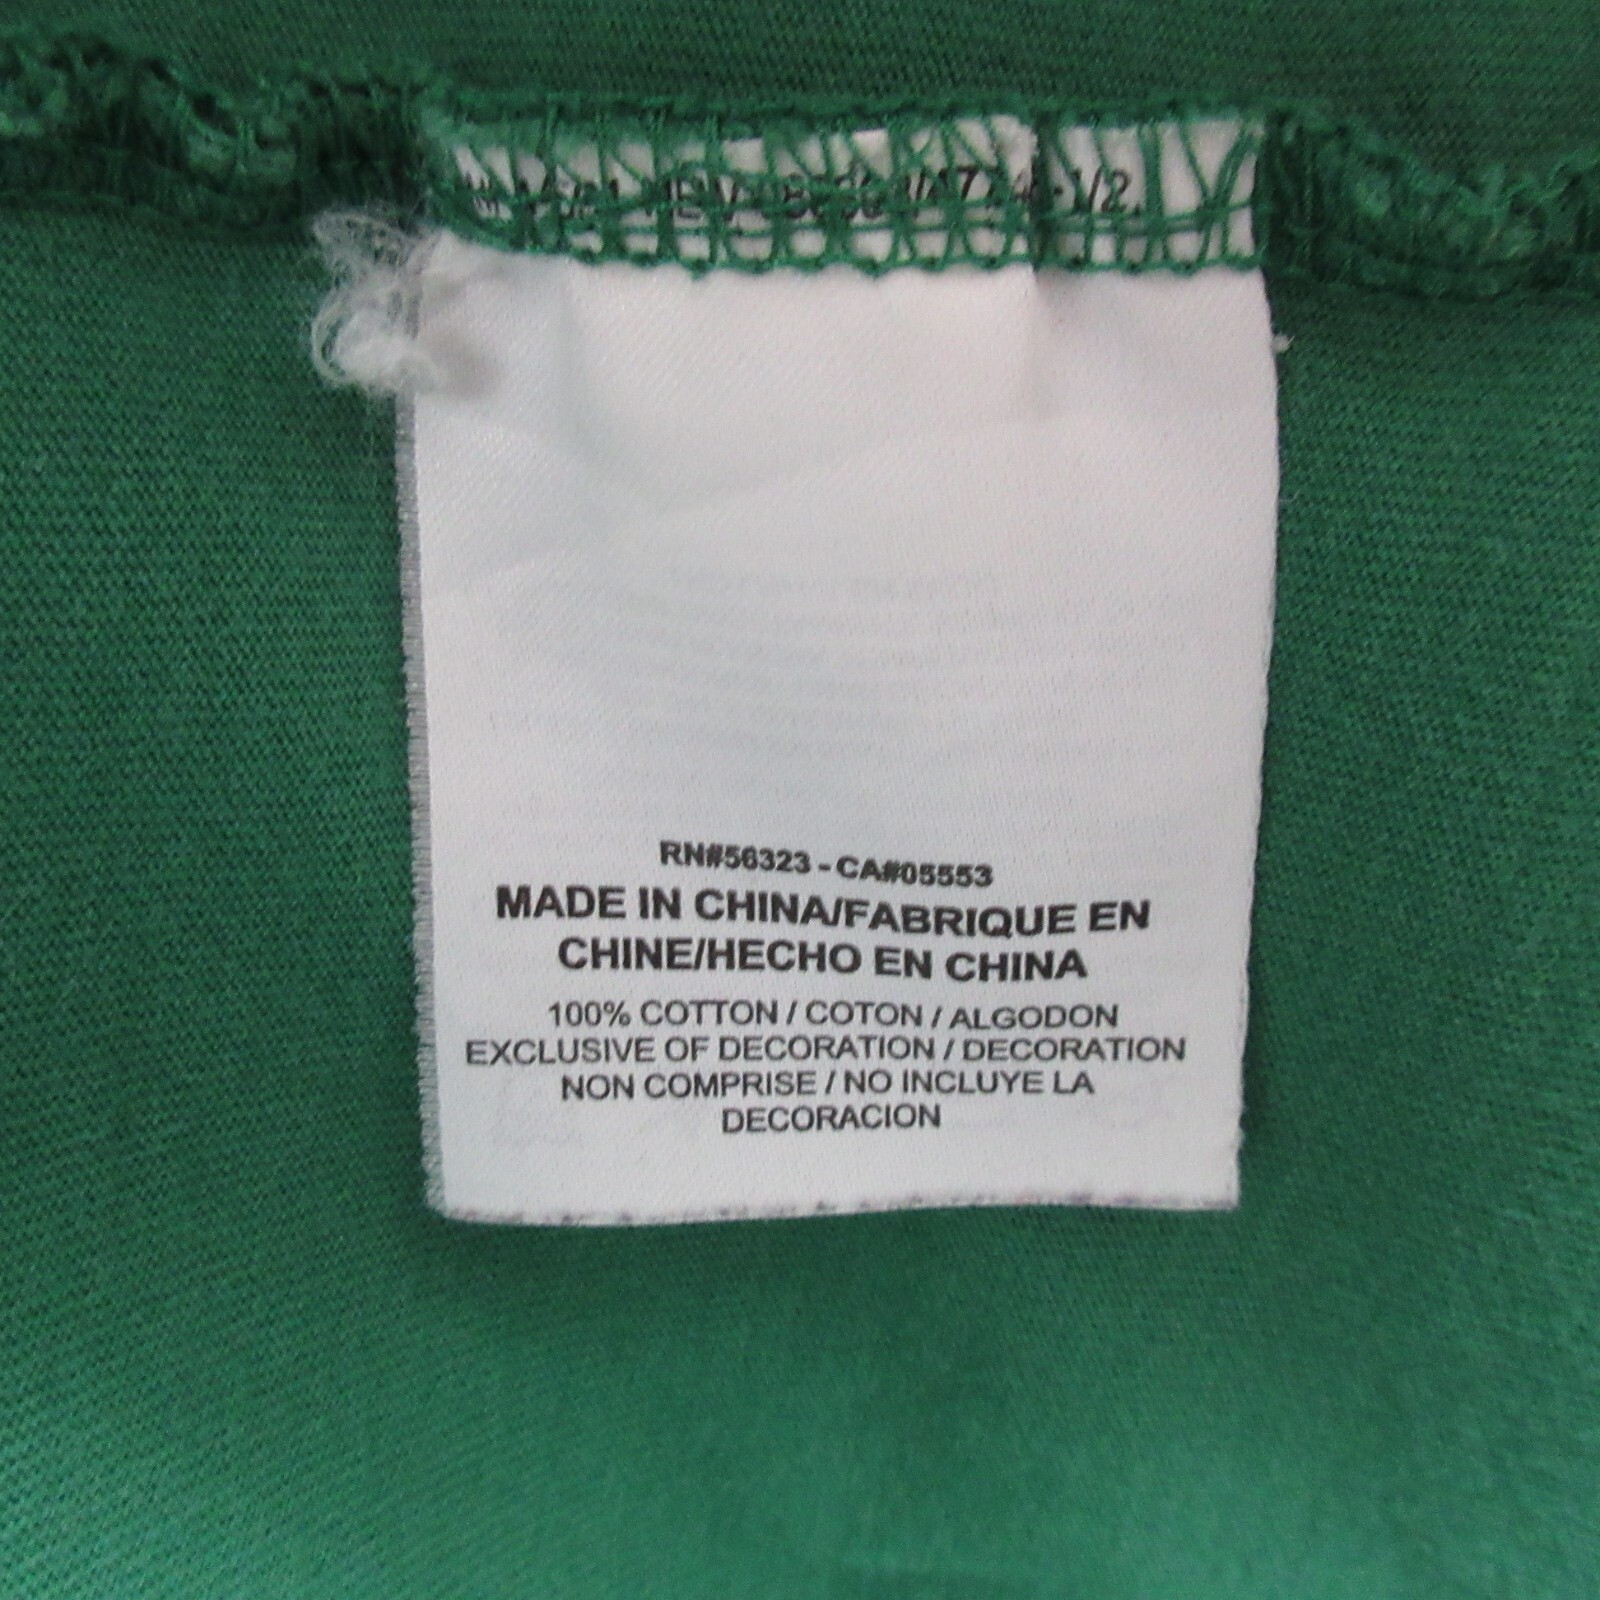 RN#56323 - CA#05553
MADE IN CHINA/FABRIQUE EN
CHINE/HECHO EN CHINA
100% COTTON / COTON / ALGODON
EXCLUSIVE OF DECORATION / DECORATION
NON COMPRISE / NO INCLUYE LA
DECORACION